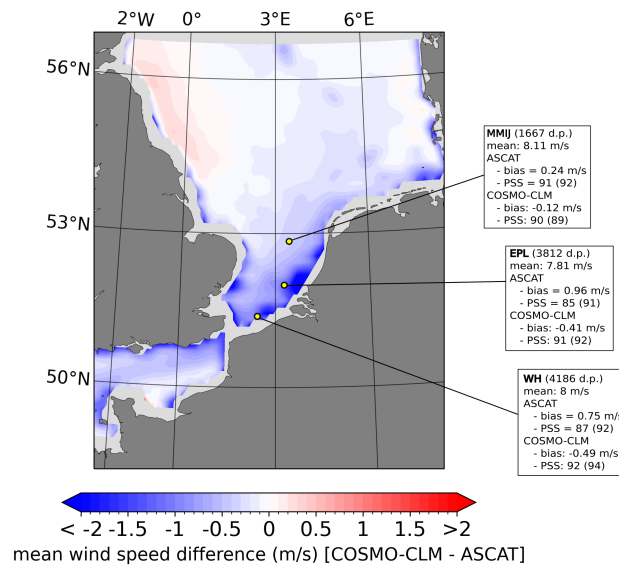 2°W 0° 3°E 6°E
56°N
53°N
50°N
MMIJ (1667 d.p.)
mean: 8.11 m/s
ASCAT
- bias = 0.24 m/s
- PSS = 91 (92)
COSMO-CLM
- bias: -0.12 m/s
- PSS: 90 (89)
EPL (3812 d.p.)
mean: 7.81 m/s
ASCAT
- bias = 0.96 m/s
- PSS = 85 (91)
COSMO-CLM
- bias: -0.41 m/s
- PSS: 91 (92)
WH (4186 d.p.)
mean: 8 m/s
ASCAT
- bias = 0.75 m/s
- PSS = 87 (92)
COSMO-CLM
- bias: -0.49 m/s
- PSS: 92 (94)
< -2 -1.5 -1 -0.5 0 0.5 1 1.5 >2
mean wind speed difference (m/s) [COSMO-CLM - ASCAT]